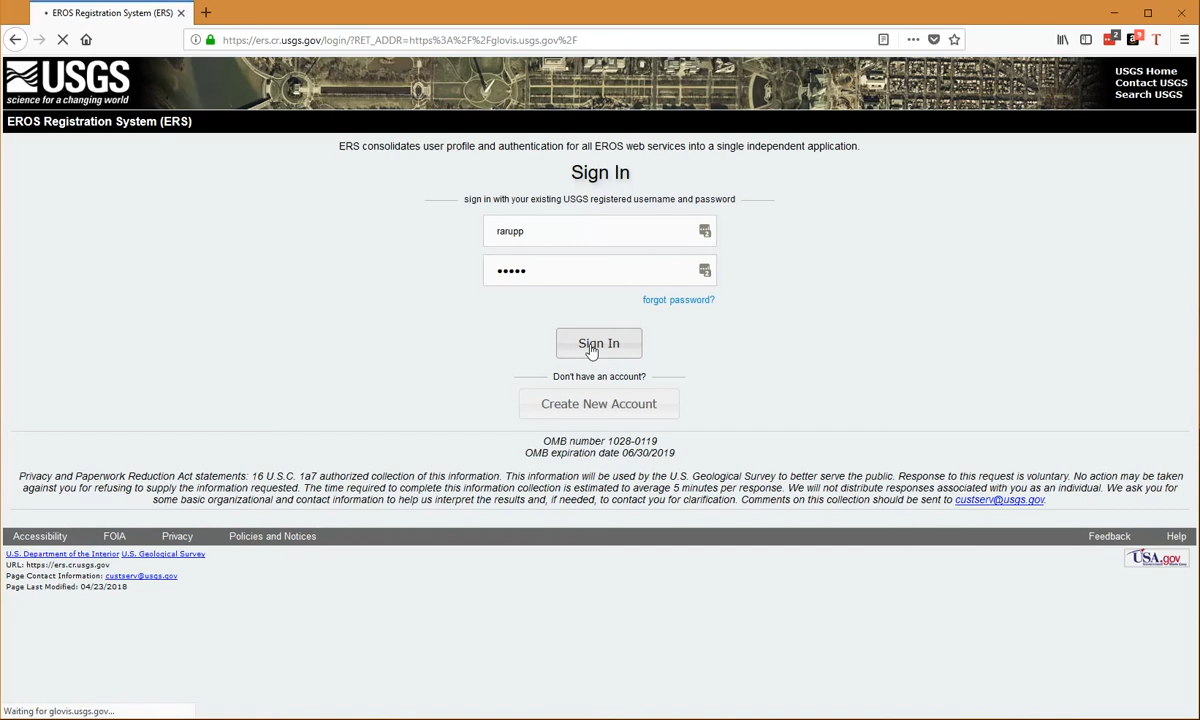 EROS Registration System (ERS)
https://ers.cr.usgs.gov/login/?RET_ADDR=https%3A%2F%2Fglovis.usgs.gov%2F
USGS
science for a changing world
USGS Home
Contact USGS
Search USGS
EROS Registration System (ERS)
ERS consolidates user profile and authentication for all EROS web services into a single independent application.
Sign In
sign in with your existing USGS registered username and password
rarupp
•••••
forgot password?
Sign In
Don't have an account?
Create New Account
OMB number 1028-0119
OMB expiration date 06/30/2019
Privacy and Paperwork Reduction Act statements: 16 U.S.C. 1a7 authorized collection of this information. This information will be used by the U.S. Geological Survey to better serve the public. Response to this request is voluntary. No action may be taken
against you for refusing to supply the information requested. The time required to complete this information collection is estimated to average 5 minutes per response. We will not distribute responses associated with you as an individual. We ask you for
some basic organizational and contact information to help us interpret the results and, if needed, to contact you for clarification. Comments on this collection should be sent to custserv@usgs.gov.
Accessibility FOIA Privacy Policies and Notices Feedback Help
U.S. Department of the Interior U.S. Geological Survey
URL: https://ers.cr.usgs.gov
Page Contact Information: custserv@usgs.gov
Page Last Modified: 04/23/2018
USA.gov
Waiting for glovis.usgs.gov...